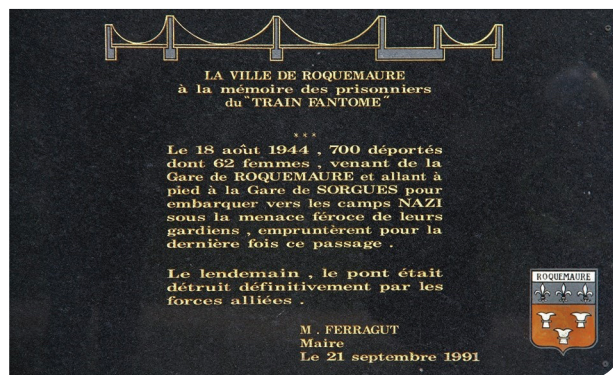 LA VILLE DE ROQUEMAURE
à la mémoire des prisonniers
du "TRAIN FANTOME"
***
Le 18 août 1944 , 700 déportés
dont 62 femmes , venant de la
Gare de ROQUEMAURE et allant à
pied à la Gare de SORGUES pour
embarquer vers les camps NAZI
sous la menace féroce de leurs
gardiens , empruntèrent pour la
dernière fois ce passage .
Le lendemain , le pont était
détruit définitivement par les
forces alliées .
ROQUEMAURE
M . FERRAGUT
Maire
Le 21 septembre 1991